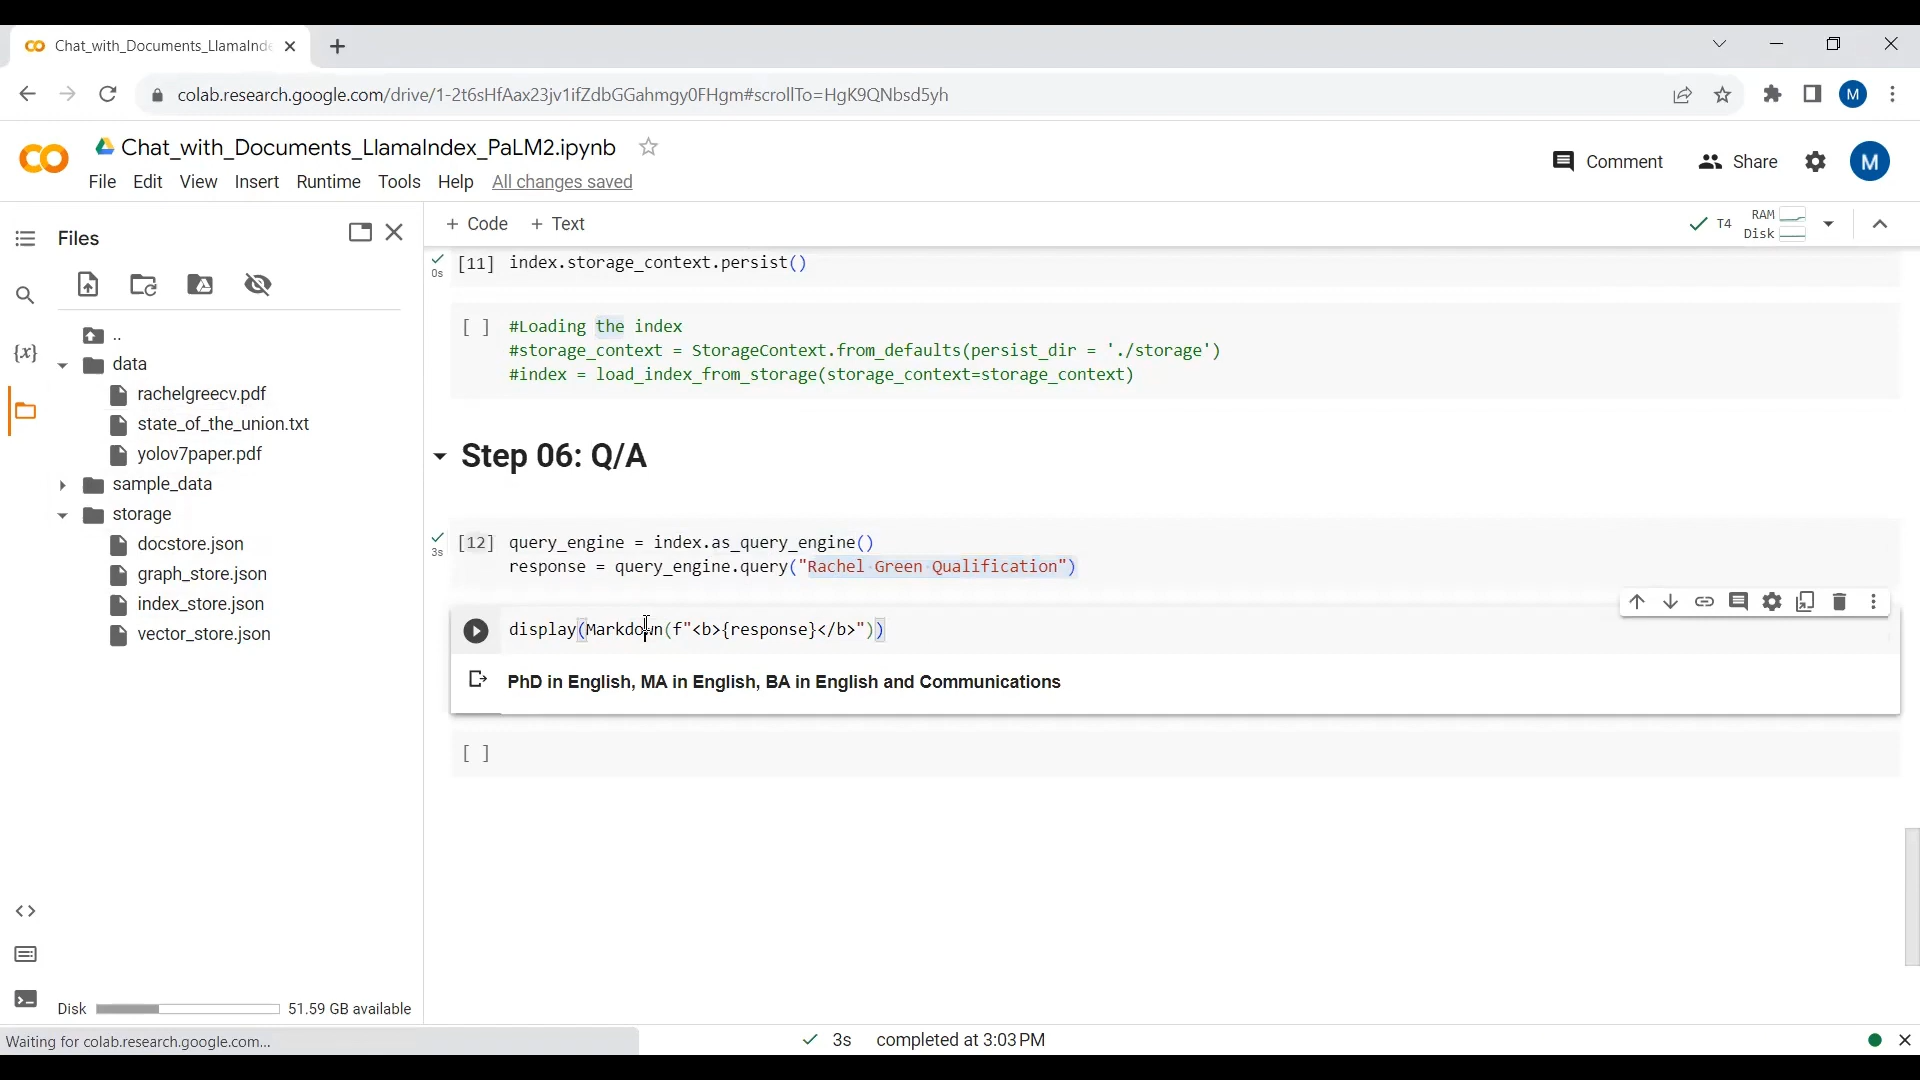 Chat_with_Documents_LlamaInde
colab.research.google.com/drive/1-2t6sHfAax23jv1ifZdbGGahmgy0FHgm#scrollTo=HgK9QNbsd5yh
M
Chat_with_Documents_LlamaIndex_PaLM2.ipynb
Comment
Share
M
File Edit View Insert Runtime Tools Help All changes saved
Files
+ Code + Text
T4
RAM
Disk
..
data
rachelgreecv.pdf
state_of_the_union.txt
yolov7paper.pdf
sample_data
storage
docstore.json
graph_store.json
index_store.json
vector_store.json
{x}
Disk 51.59 GB available
0s
[11] index.storage_context.persist()
[ ] #Loading the index
#storage_context = StorageContext.from_defaults(persist_dir = './storage')
#index = load_index_from_storage(storage_context=storage_context)
Step 06: Q/A
3s
[12] query_engine = index.as_query_engine()
response = query_engine.query("Rachel Green Qualification")
display(Markdown(f"<b>{response}</b>"))
PhD in English, MA in English, BA in English and Communications
[ ]
Waiting for colab.research.google.com...
3s completed at 3:03 PM